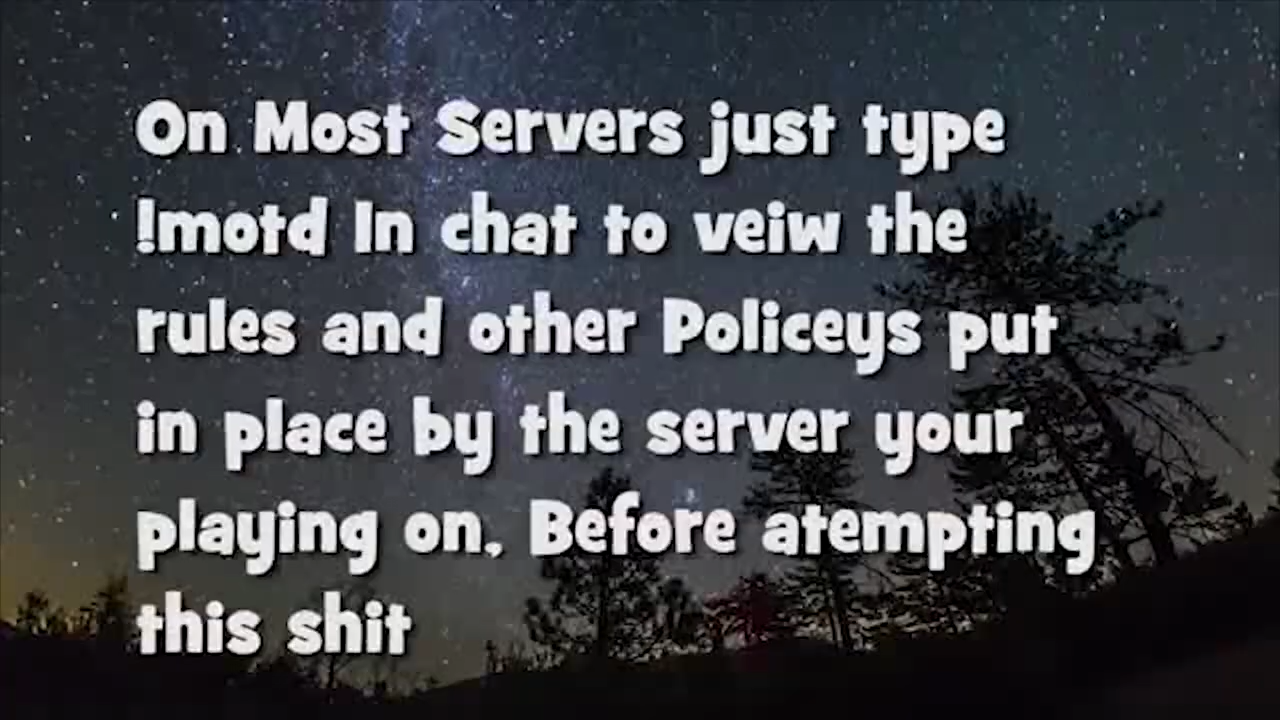 On Most Servers just type
!motd In chat to veiw the
rules and other Policeys put
in place by the server your
playing on, Before atempting
this shit